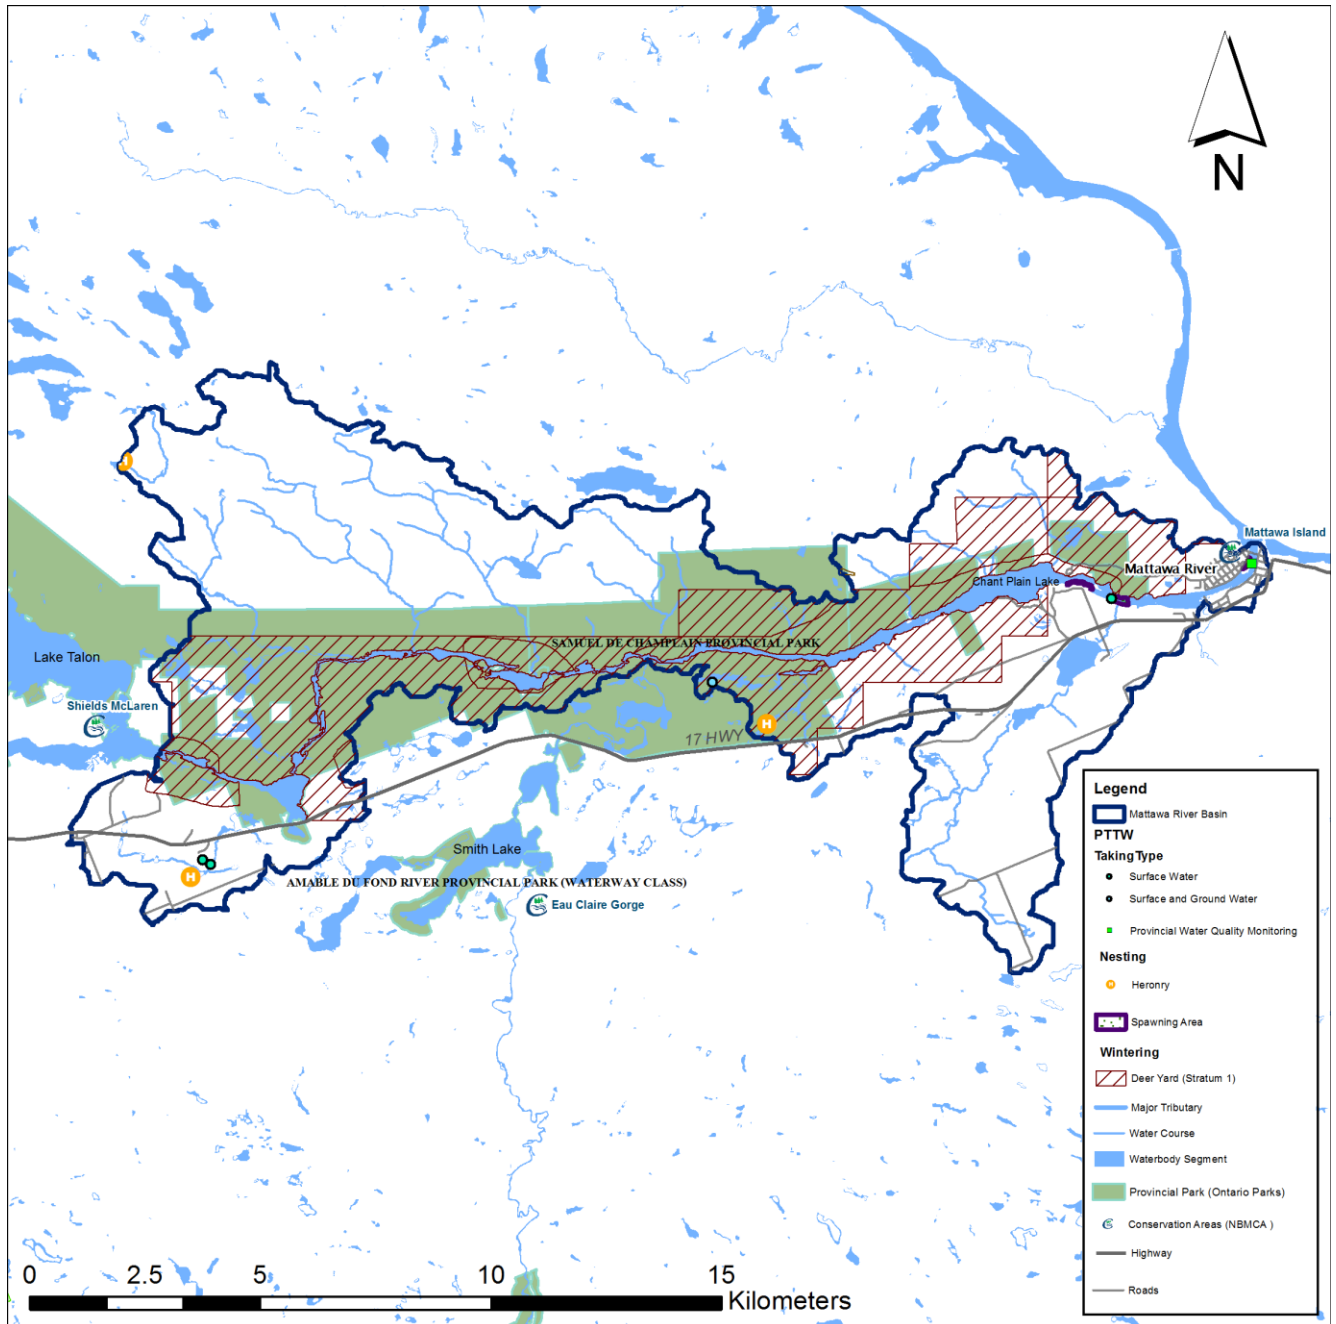 N
Mattawa Island
Mattawa River
Chant Plain Lake
SAMUEL DE CHAMPLAIN PROVINCIAL PARK
Lake Talon
Shields McLaren
H
17 HWY
Smith Lake
H
AMABLE DU FOND RIVER PROVINCIAL PARK (WATERWAY CLASS)
Eau Claire Gorge
Legend
Mattawa River Basin
PTTW
Taking Type
Surface Water
Surface and Ground Water
Provincial Water Quality Monitoring
Nesting
H Heronry
Spawning Area
Wintering
Deer Yard (Stratum 1)
Major Tributary
Water Course
Waterbody Segment
Provincial Park (Ontario Parks)
Conservation Areas (NBMCA )
Highway
Roads
0 2.5 5 10 15
Kilometers